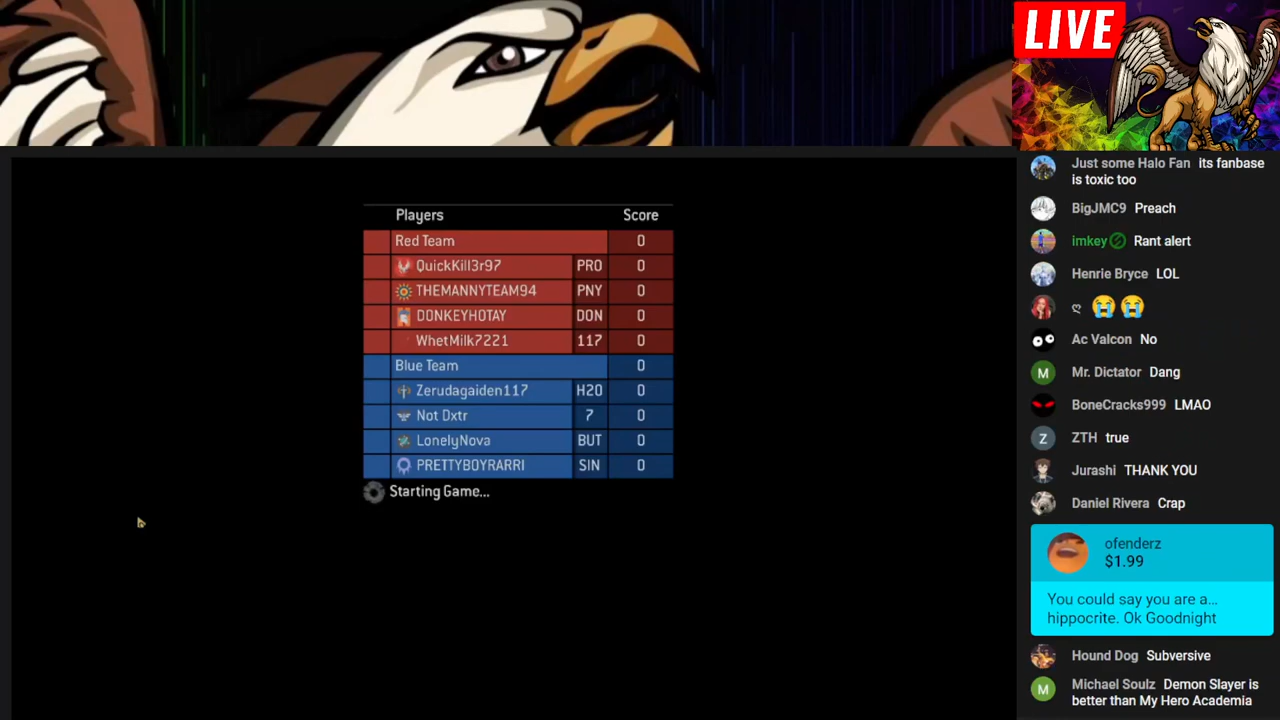 LIVE
Players Score
Red Team 0
QuickKill3r97 PRO 0
THEMANNYTEAM94 PNY 0
DONKEYHOTAY DON 0
WhetMilk7221 117 0
Blue Team 0
Zerudagaiden117 H20 0
Not Dxtr 7 0
LonelyNova BUT 0
PRETTYBOYRARRI SIN 0
Starting Game...
Just some Halo Fan its fanbase
is toxic too
BigJMC9 Preach
imkey Rant alert
Henrie Bryce LOL
ღ 😭😭
Ac Valcon No
M Mr. Dictator Dang
BoneCracks999 LMAO
Z ZTH true
Jurashi THANK YOU
Daniel Rivera Crap
ofenderz
$1.99
You could say you are a...
hippocrite. Ok Goodnight
Hound Dog Subversive
M Michael Soulz Demon Slayer is
better than My Hero Academia